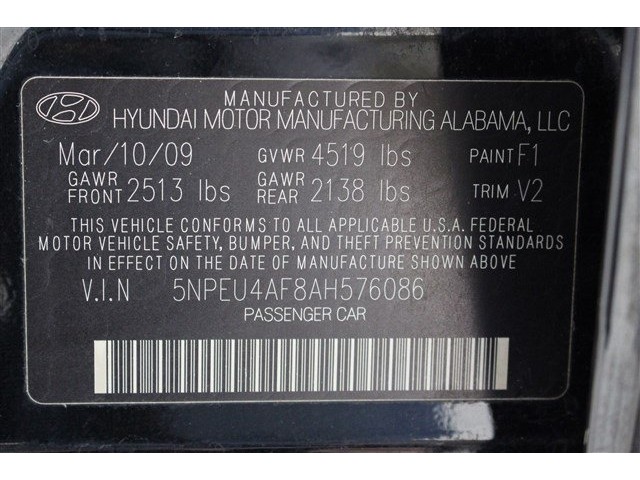 MANUFACTURED BY
HYUNDAI MOTOR MANUFACTURING ALABAMA, LLC
Mar/10/09 GVWR 4519 lbs PAINT F1
GAWR FRONT 2513 lbs GAWR REAR 2138 lbs TRIM V2
THIS VEHICLE CONFORMS TO ALL APPLICABLE U.S.A. FEDERAL
MOTOR VEHICLE SAFETY, BUMPER, AND THEFT PREVENTION STANDARDS
IN EFFECT ON THE DATE OF MANUFACTURE SHOWN ABOVE
V.I.N 5NPEU4AF8AH576086
PASSENGER CAR